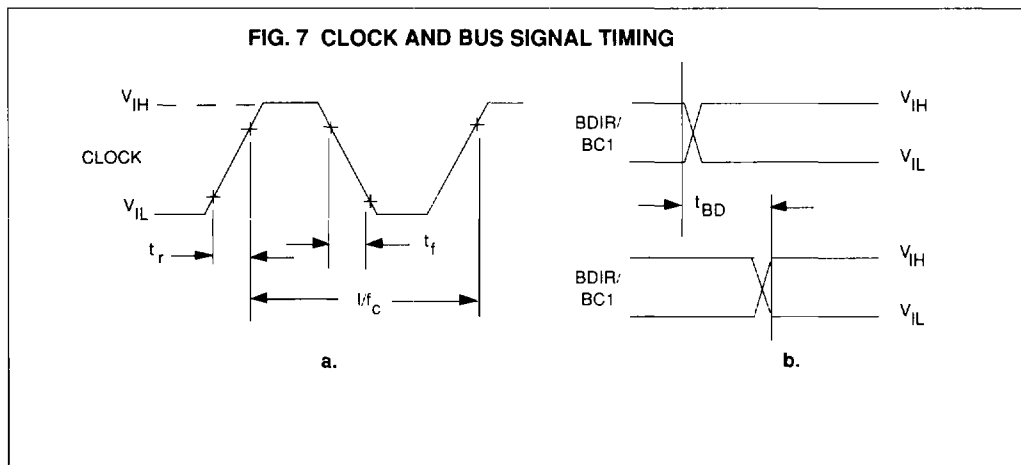 FIG. 7 CLOCK AND BUS SIGNAL TIMING
V_IH
CLOCK
V_IL
t_r
t_f
I/f_c
a.
BDIR/
BC1
V_IH
V_IL
t_BD
BDIR/
BC1
V_IH
V_IL
b.